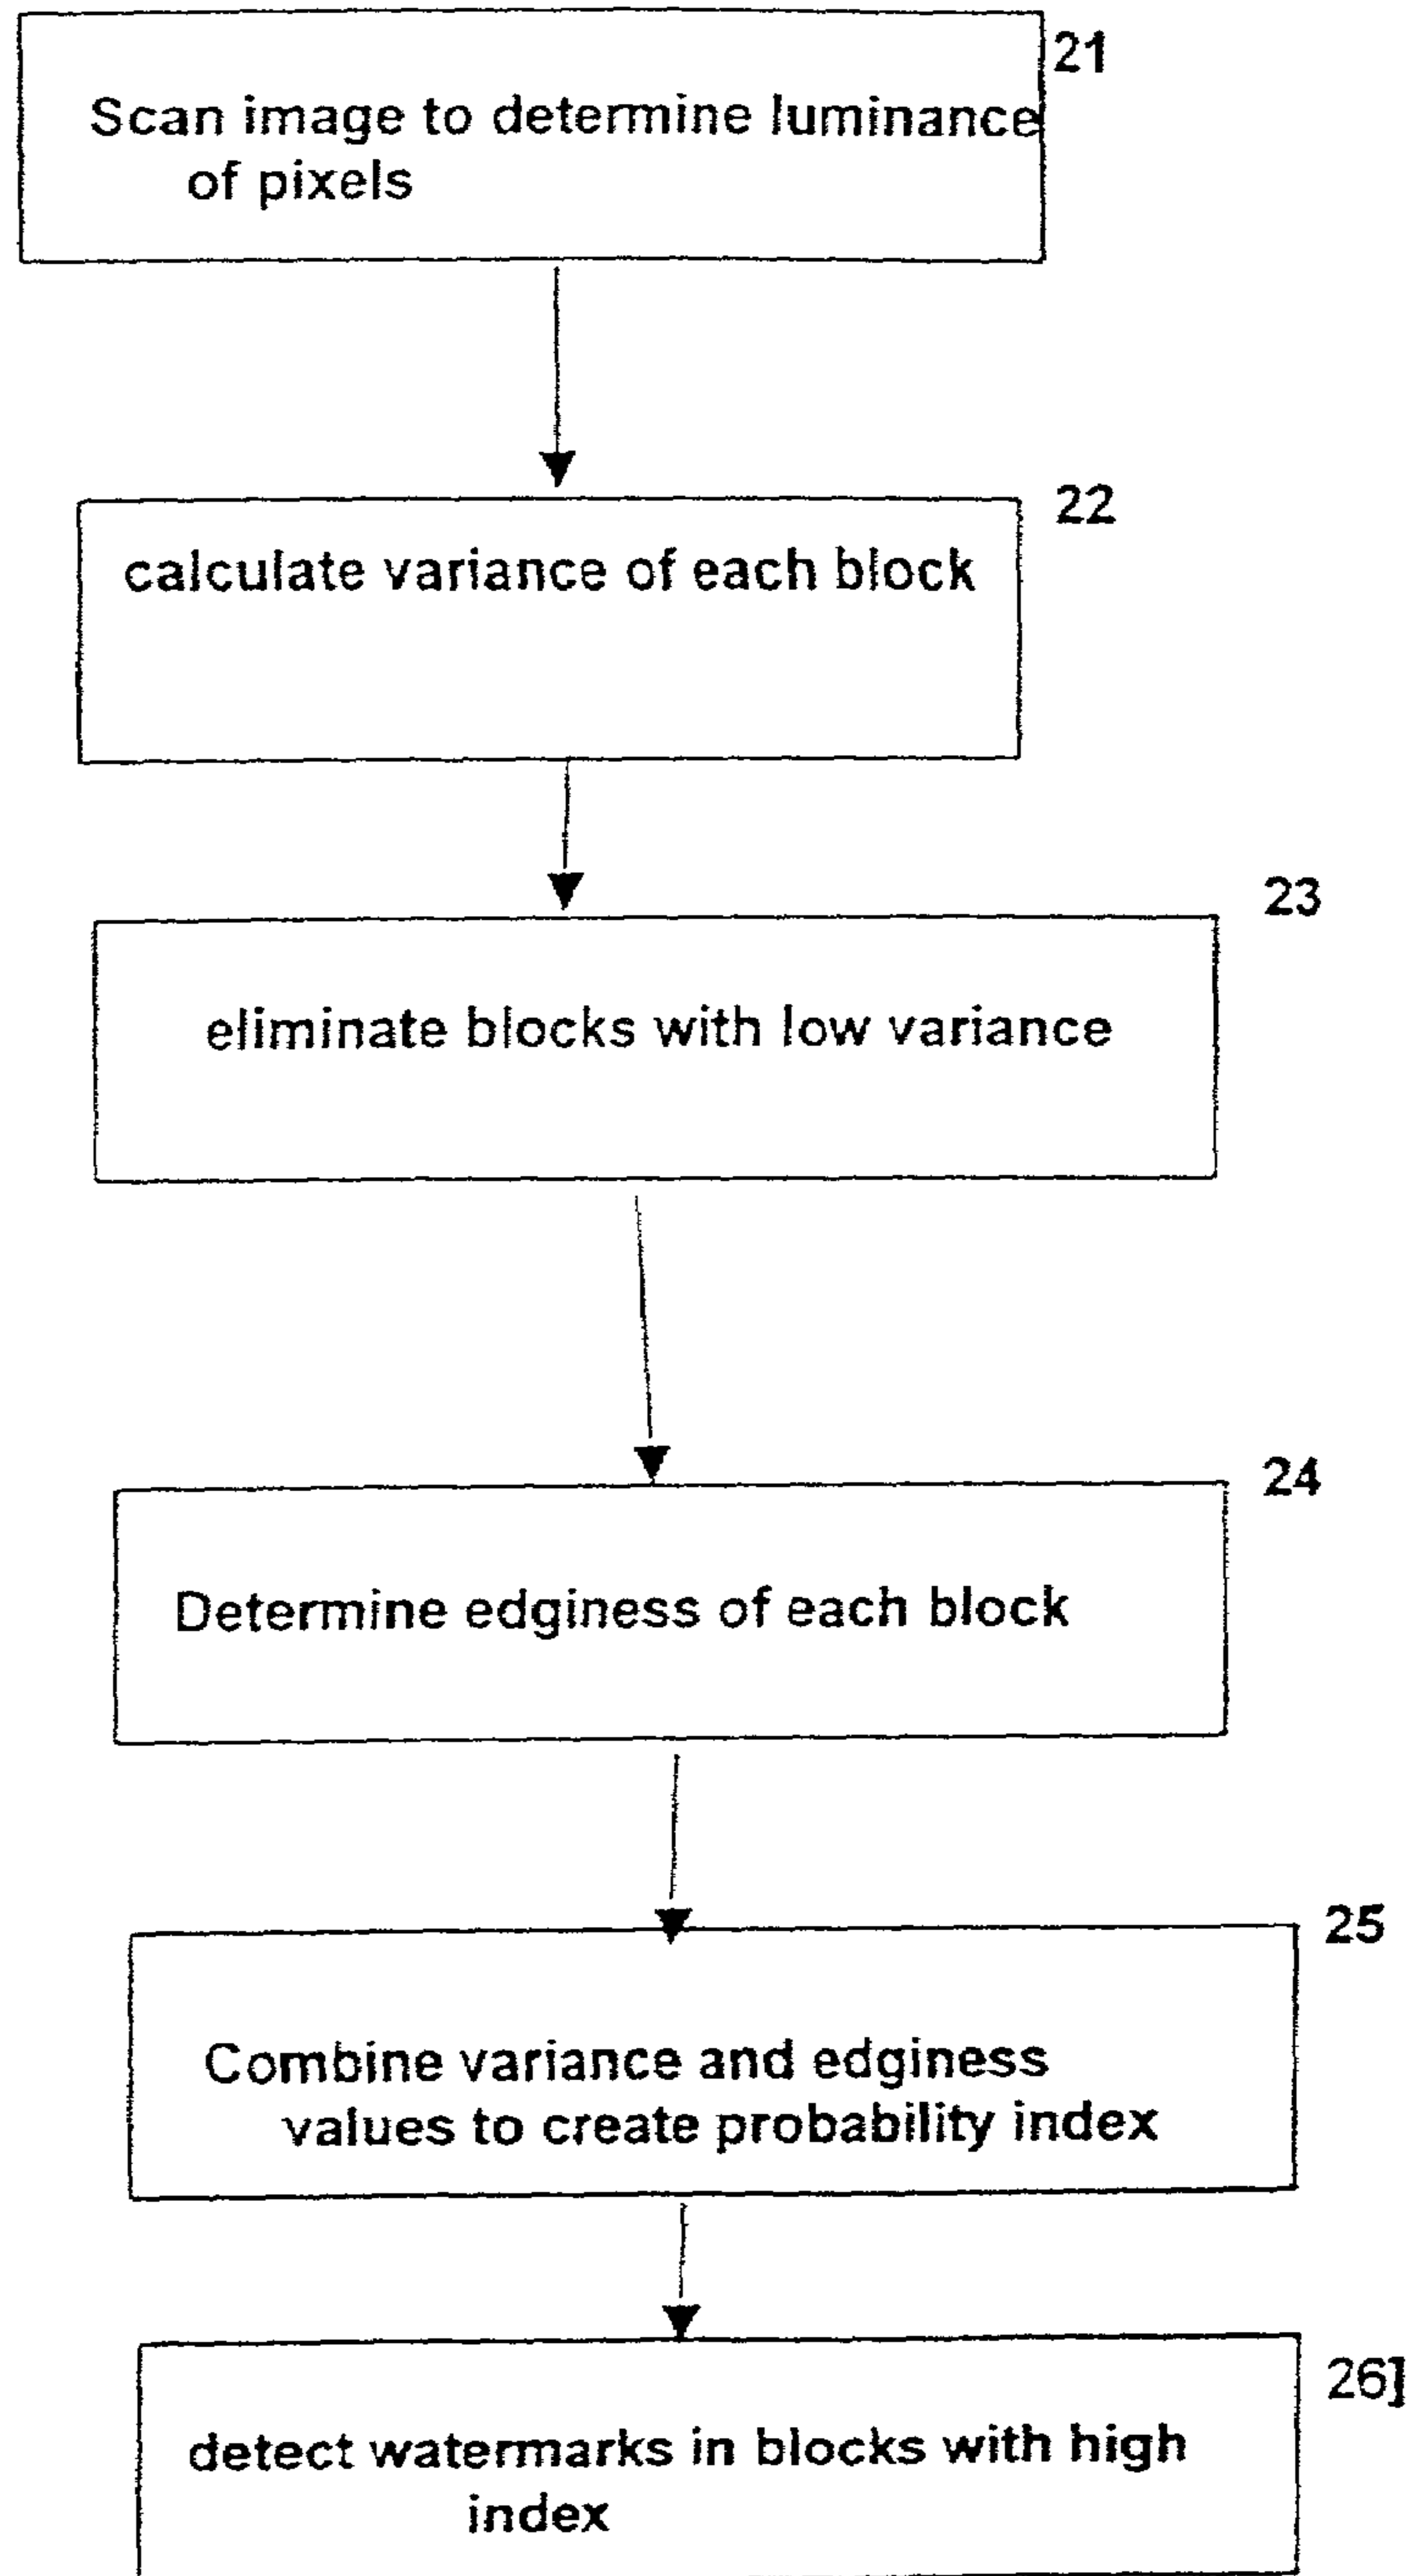 21
Scan image to determine luminance
of pixels
22
calculate variance of each block
23
eliminate blocks with low variance
24
Determine edginess of each block
25
Combine variance and edginess
values to create probability index
26]
detect watermarks in blocks with high
index